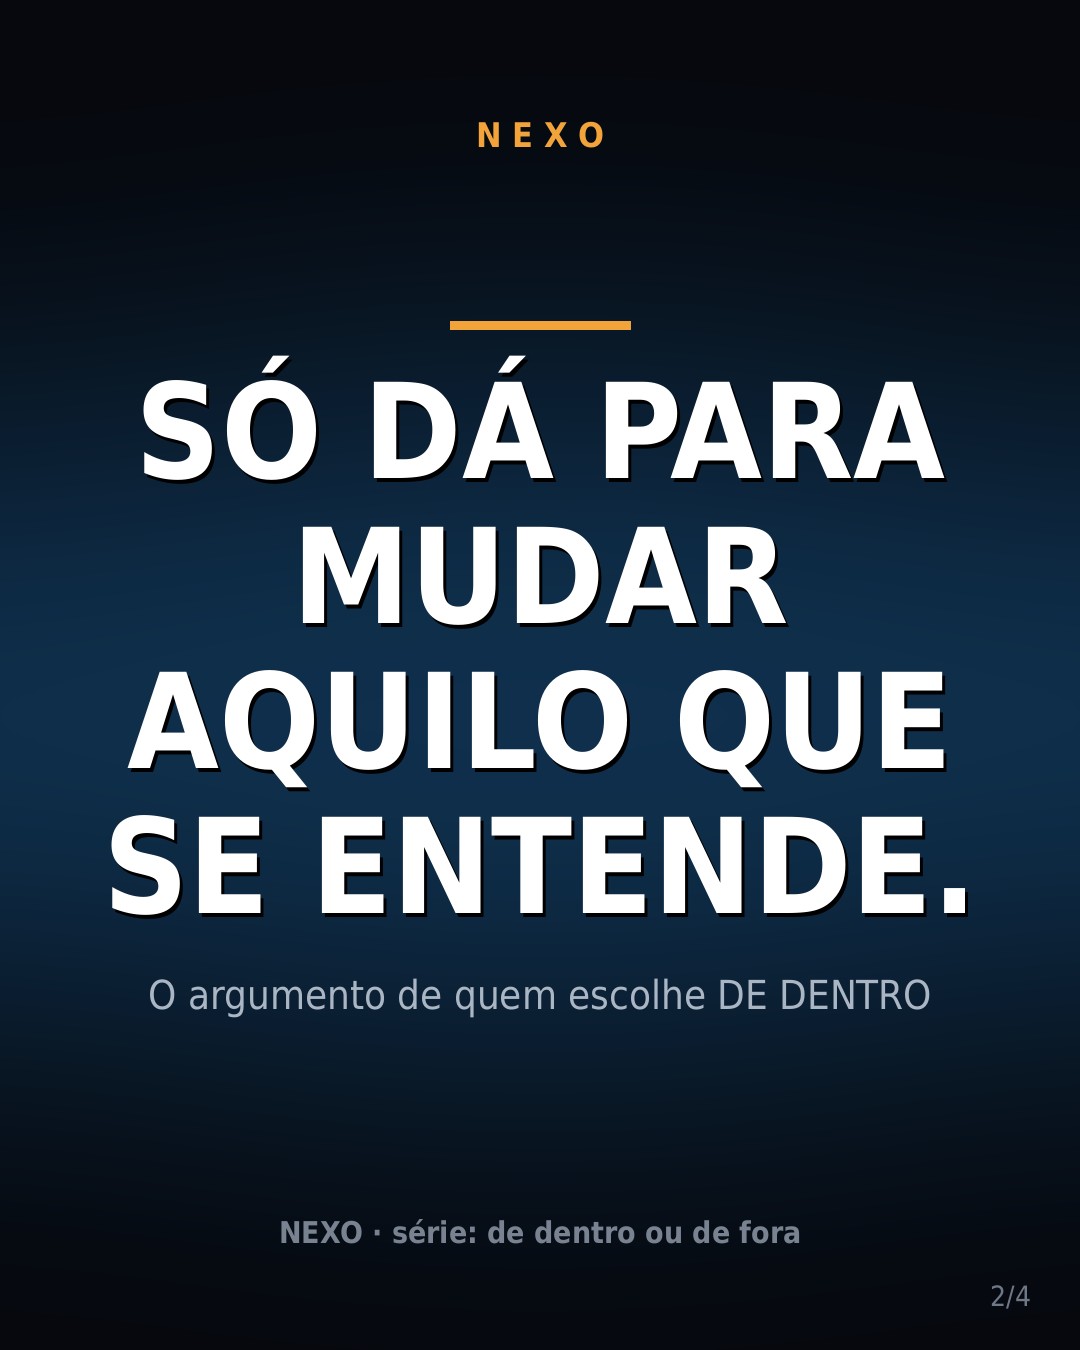 NEXO
SÓ DÁ PARA
MUDAR
AQUILO QUE
SE ENTENDE.
O argumento de quem escolhe DE DENTRO
NEXO · série: de dentro ou de fora
2/4